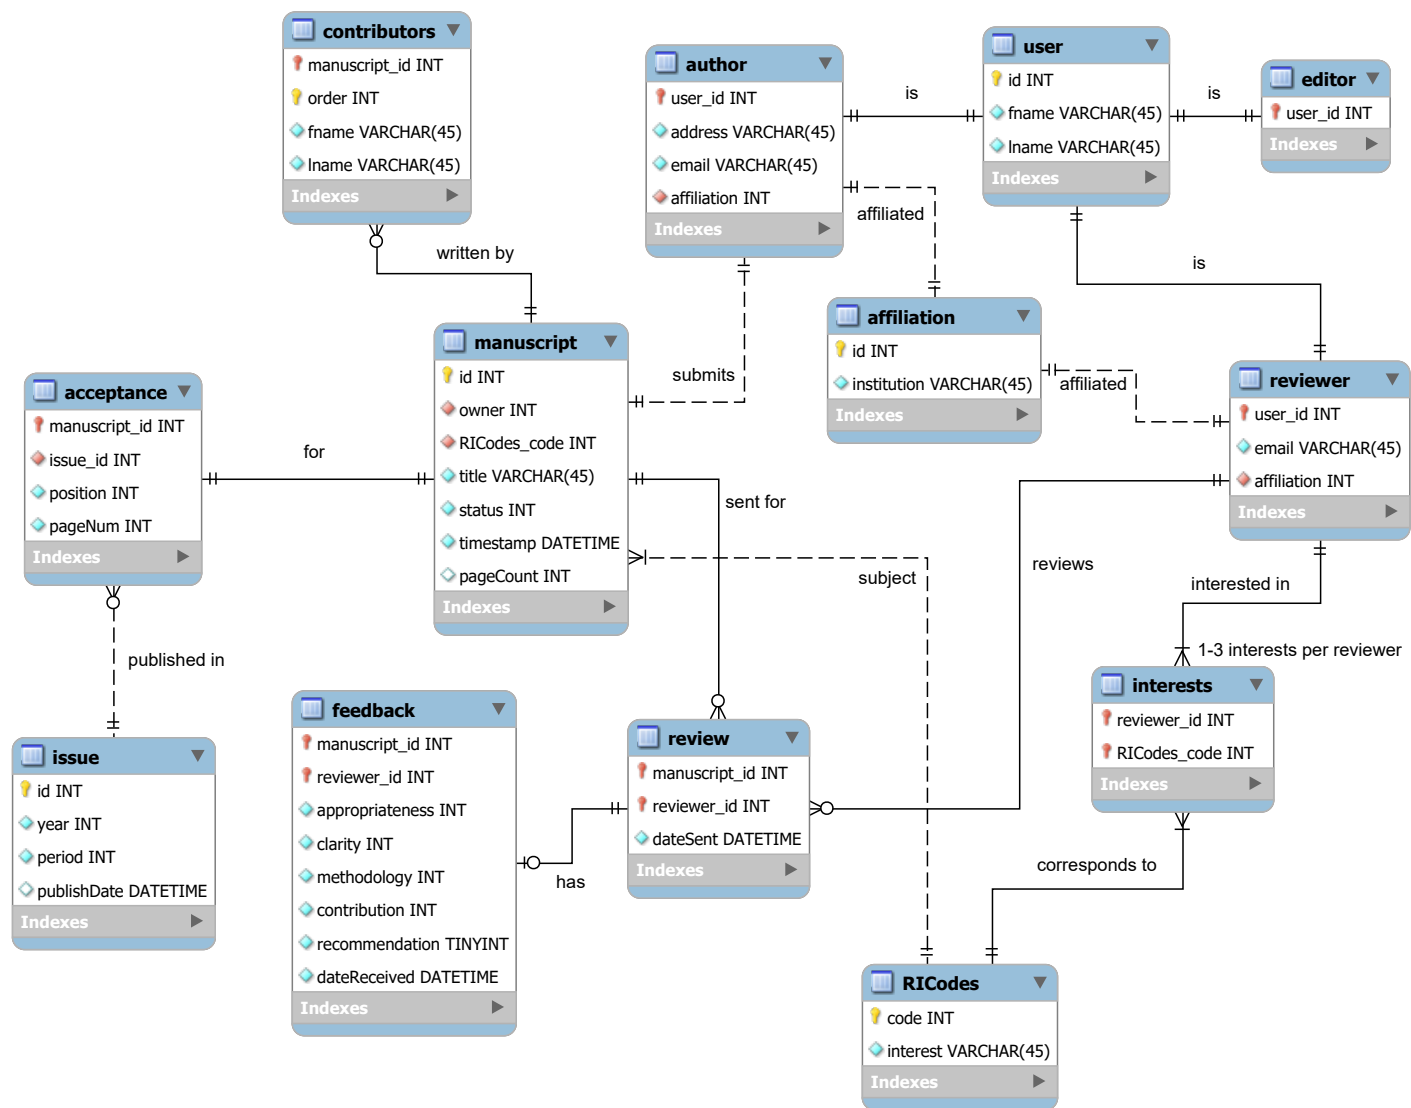 contributors
manuscript_id INT
order INT
fname VARCHAR(45)
lname VARCHAR(45)
Indexes
author
user_id INT
address VARCHAR(45)
email VARCHAR(45)
affiliation INT
Indexes
is
user
id INT
fname VARCHAR(45)
lname VARCHAR(45)
Indexes
is
editor
user_id INT
Indexes
written by
affiliated
is
affiliation
id INT
institution VARCHAR(45)
Indexes
submits
affiliated
manuscript
id INT
owner INT
RICodes_code INT
title VARCHAR(45)
status INT
timestamp DATETIME
pageCount INT
Indexes
reviewer
user_id INT
email VARCHAR(45)
affiliation INT
Indexes
acceptance
manuscript_id INT
issue_id INT
position INT
pageNum INT
Indexes
for
sent for
subject
reviews
interested in
1-3 interests per reviewer
published in
issue
id INT
year INT
period INT
publishDate DATETIME
Indexes
feedback
manuscript_id INT
reviewer_id INT
appropriateness INT
clarity INT
methodology INT
contribution INT
recommendation TINYINT
dateReceived DATETIME
Indexes
has
review
manuscript_id INT
reviewer_id INT
dateSent DATETIME
Indexes
interests
reviewer_id INT
RICodes_code INT
Indexes
corresponds to
RICodes
code INT
interest VARCHAR(45)
Indexes